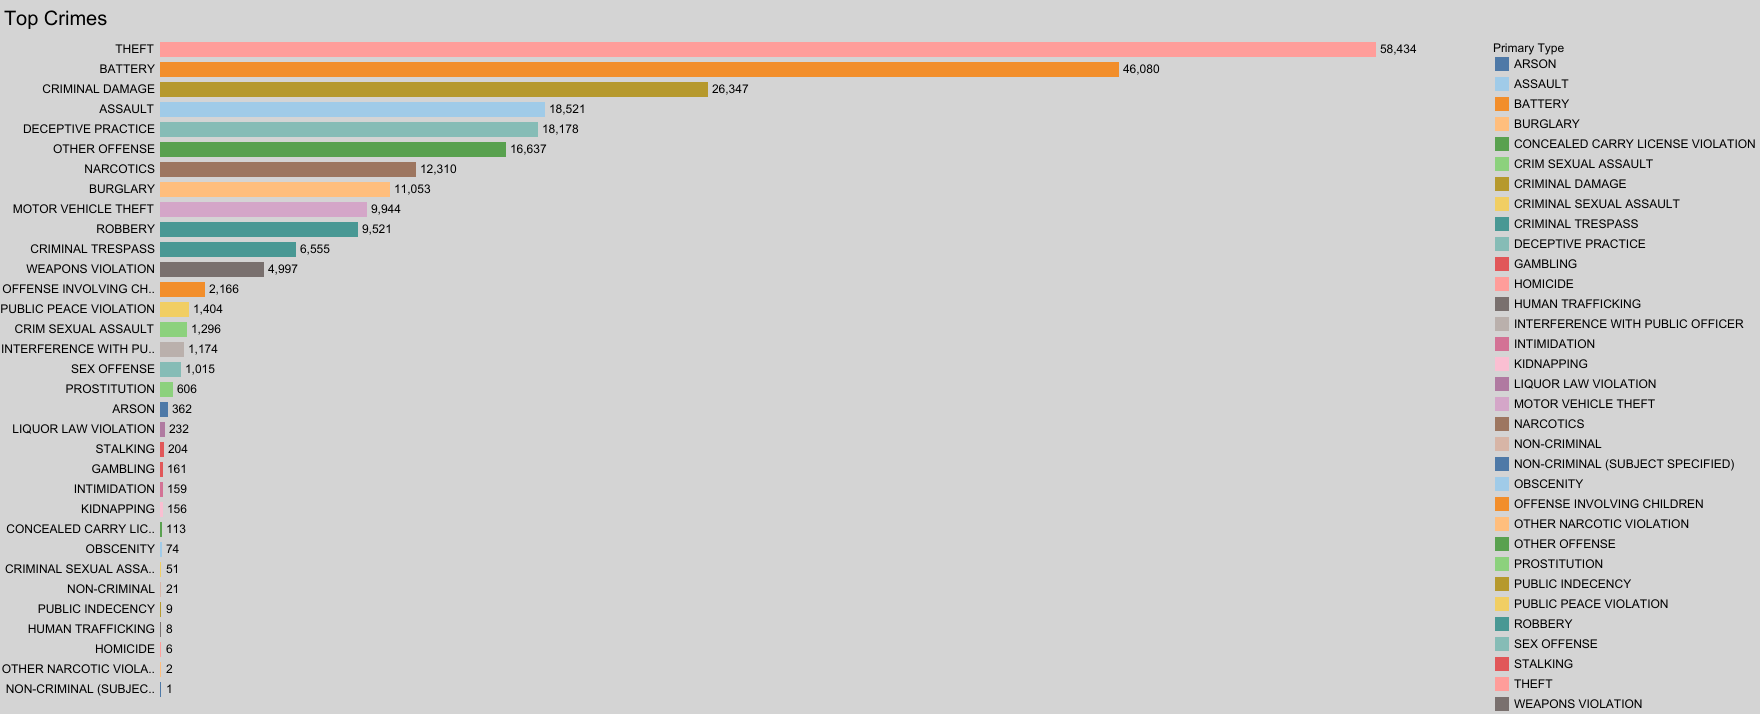 Top Crimes
THEFT 58,434
BATTERY 46,080
CRIMINAL DAMAGE 26,347
ASSAULT 18,521
DECEPTIVE PRACTICE 18,178
OTHER OFFENSE 16,637
NARCOTICS 12,310
BURGLARY 11,053
MOTOR VEHICLE THEFT 9,944
ROBBERY 9,521
CRIMINAL TRESPASS 6,555
WEAPONS VIOLATION 4,997
OFFENSE INVOLVING CH.. 2,166
PUBLIC PEACE VIOLATION 1,404
CRIM SEXUAL ASSAULT 1,296
INTERFERENCE WITH PU.. 1,174
SEX OFFENSE 1,015
PROSTITUTION 606
ARSON 362
LIQUOR LAW VIOLATION 232
STALKING 204
GAMBLING 161
INTIMIDATION 159
KIDNAPPING 156
CONCEALED CARRY LIC.. 113
OBSCENITY 74
CRIMINAL SEXUAL ASSA.. 51
NON-CRIMINAL 21
PUBLIC INDECENCY 9
HUMAN TRAFFICKING 8
HOMICIDE 6
OTHER NARCOTIC VIOLA.. 2
NON-CRIMINAL (SUBJEC.. 1
Primary Type
ARSON
ASSAULT
BATTERY
BURGLARY
CONCEALED CARRY LICENSE VIOLATION
CRIM SEXUAL ASSAULT
CRIMINAL DAMAGE
CRIMINAL SEXUAL ASSAULT
CRIMINAL TRESPASS
DECEPTIVE PRACTICE
GAMBLING
HOMICIDE
HUMAN TRAFFICKING
INTERFERENCE WITH PUBLIC OFFICER
INTIMIDATION
KIDNAPPING
LIQUOR LAW VIOLATION
MOTOR VEHICLE THEFT
NARCOTICS
NON-CRIMINAL
NON-CRIMINAL (SUBJECT SPECIFIED)
OBSCENITY
OFFENSE INVOLVING CHILDREN
OTHER NARCOTIC VIOLATION
OTHER OFFENSE
PROSTITUTION
PUBLIC INDECENCY
PUBLIC PEACE VIOLATION
ROBBERY
SEX OFFENSE
STALKING
THEFT
WEAPONS VIOLATION